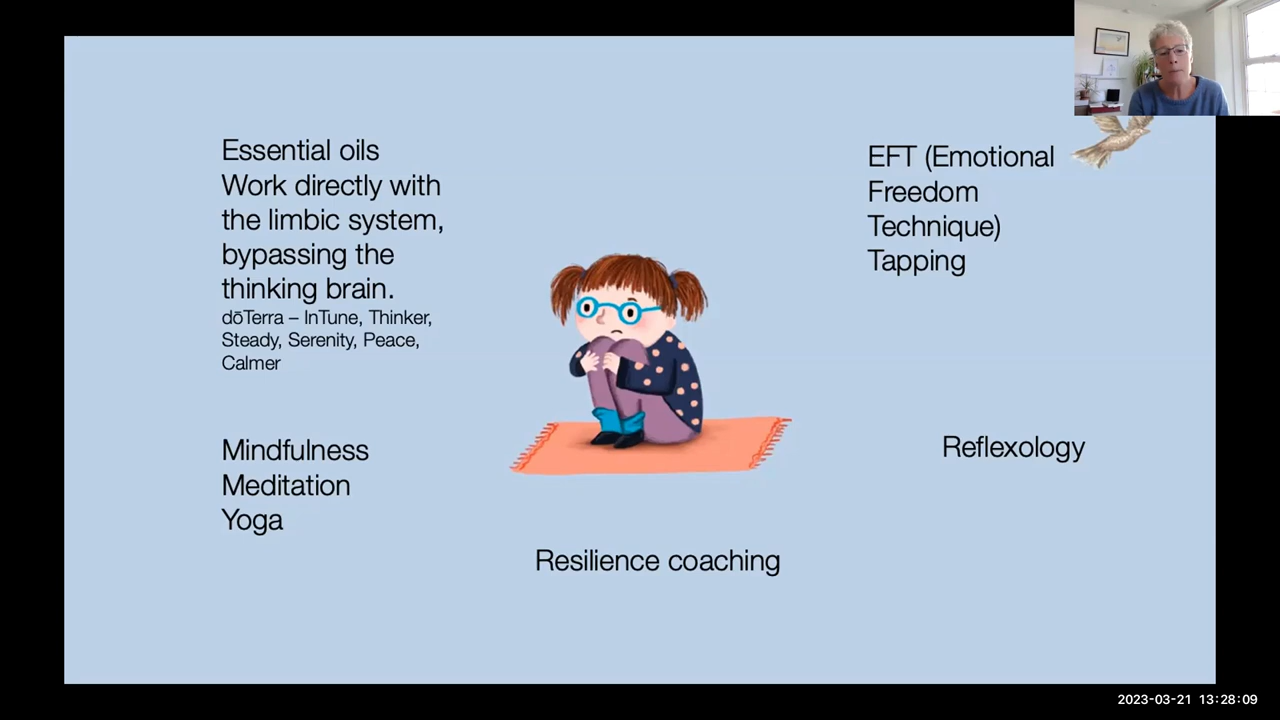 Essential oils
Work directly with
the limbic system,
bypassing the
thinking brain.
dōTerra – InTune, Thinker,
Steady, Serenity, Peace,
Calmer
EFT (Emotional
Freedom
Technique)
Tapping
Mindfulness
Meditation
Yoga
Reflexology
Resilience coaching
2023-03-21 13:28:09